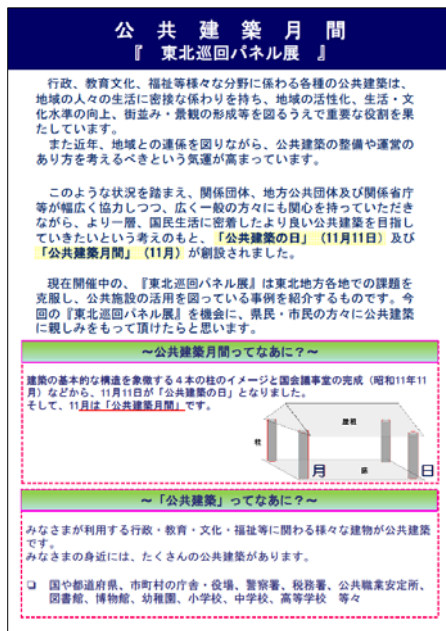 公共建築月間
『 東北巡回パネル展 』
行政、教育文化、福祉等様々な分野に係わる各種の公共建築は、
地域の人々の生活に密接な係わりを持ち、地域の活性化、生活・文
化水準の向上、街並み・景観の形成等を図るうえで重要な役割を果
たしています。
また近年、地域との連係を図りながら、公共建築の整備や運営の
あり方を考えるべきという気運が高まっています。
このような状況を踏まえ、関係団体、地方公共団体及び関係省庁
等が幅広く協力しつつ、広く一般の方々にも関心を持っていただき
ながら、より一層、国民生活に密着したより良い公共建築を目指し
ていきたいという考えのもと、「公共建築の日」（11月11日）及び
「公共建築月間」（11月）が創設されました。
現在開催中の、『東北巡回パネル展』は東北地方各地での課題を
克服し、公共施設の活用を図っている事例を紹介するものです。今
回の『東北巡回パネル展』を機会に、県民・市民の方々に公共建築
に親しみをもって頂けたらと思います。
～公共建築月間ってなあに？～
建築の基本的な構造を象徴する４本の柱のイメージと国会議事堂の完成（昭和11年11
月）などから、11月11日が「公共建築の日」となりました。
そして、11月は「公共建築月間」です。
屋根
柱
月
床
日
～「公共建築」ってなあに？～
みなさまが利用する行政・教育・文化・福祉等に関わる様々な建物が公共建築
です。
みなさまの身近には、たくさんの公共建築があります。
❑ 国や都道府県、市町村の庁舎・役場、警察署、税務署、公共職業安定所、
図書館、博物館、幼稚園、小学校、中学校、高等学校 等々